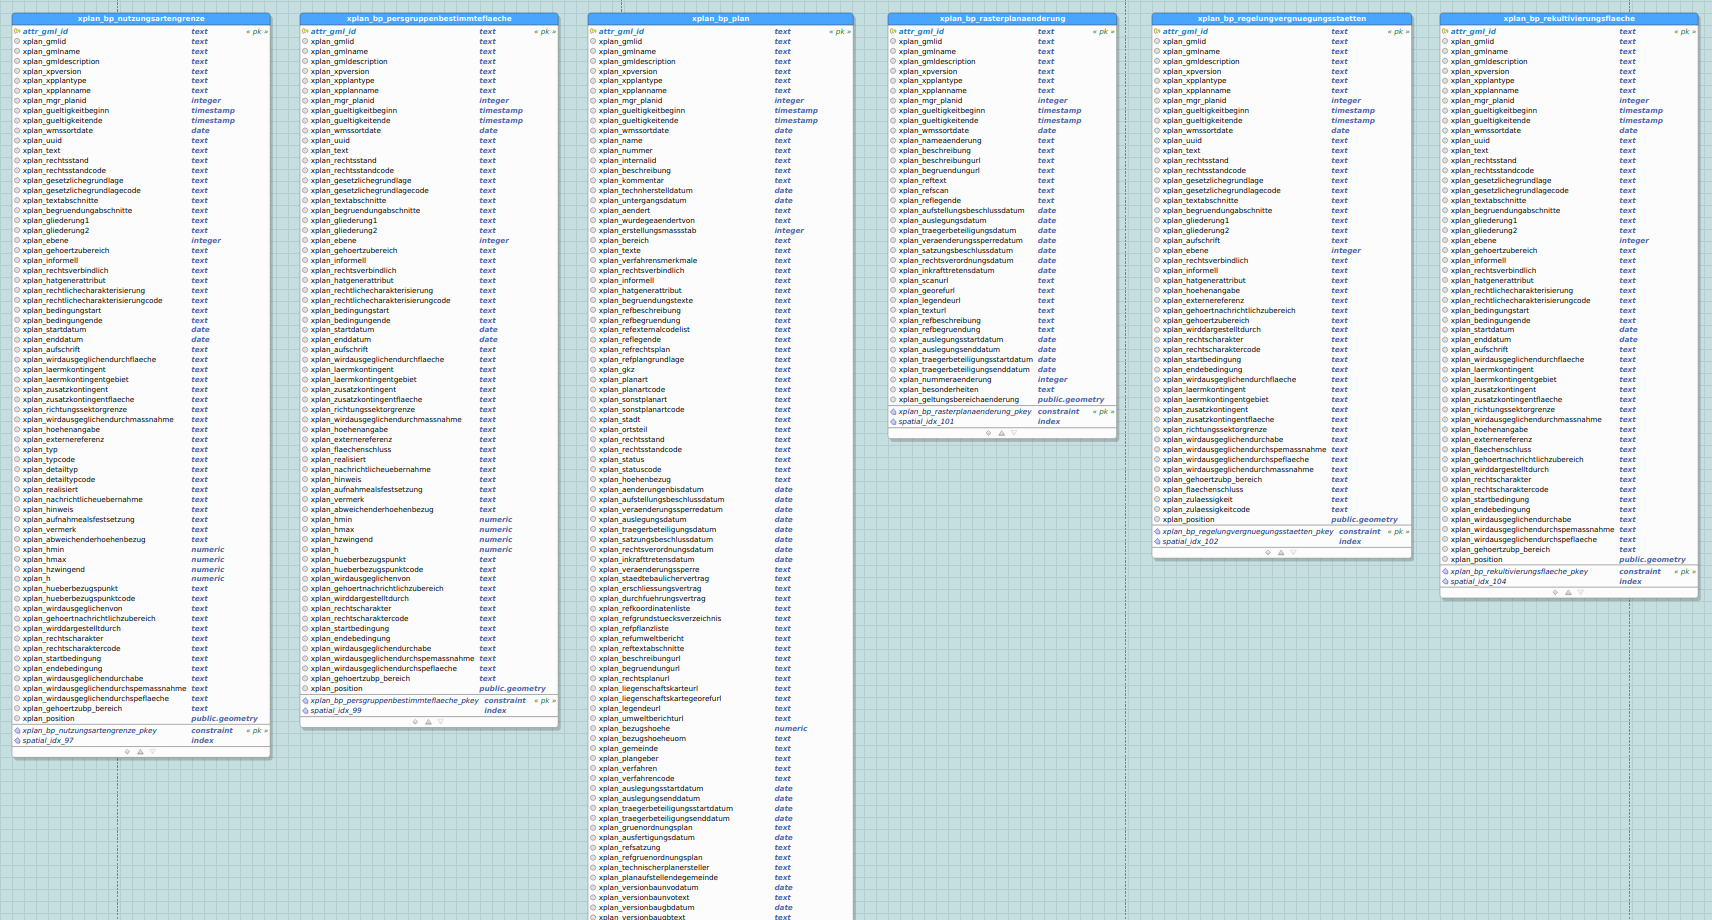 xplan_bp_nutzungsartengrenze
attr_gml_id text « pk »
xplan_gmlid text
xplan_gmlname text
xplan_gmldescription text
xplan_xpversion text
xplan_xpplantype text
xplan_xpplanname text
xplan_mgr_planid integer
xplan_gueltigkeitbeginn timestamp
xplan_gueltigkeitende timestamp
xplan_wmssortdate date
xplan_uuid text
xplan_text text
xplan_rechtsstand text
xplan_rechtsstandcode text
xplan_gesetzlichegrundlage text
xplan_gesetzlichegrundlagecode text
xplan_textabschnitte text
xplan_begruendungabschnitte text
xplan_gliederung1 text
xplan_gliederung2 text
xplan_ebene integer
xplan_gehoertzubereich text
xplan_informell text
xplan_rechtsverbindlich text
xplan_hatgenerattribut text
xplan_rechtlichecharakterisierung text
xplan_rechtlichecharakterisierungcode text
xplan_bedingungstart text
xplan_bedingungende text
xplan_startdatum date
xplan_enddatum date
xplan_aufschrift text
xplan_wirdausgeglichendurchflaeche text
xplan_laermkontingent text
xplan_laermkontingentgebiet text
xplan_zusatzkontingent text
xplan_zusatzkontingentflaeche text
xplan_richtungssektorgrenze text
xplan_wirdausgeglichendurchmassnahme text
xplan_hoehenangabe text
xplan_externereferenz text
xplan_typ text
xplan_typcode text
xplan_detailtyp text
xplan_detailtypcode text
xplan_realisiert text
xplan_nachrichtlicheuebernahme text
xplan_hinweis text
xplan_aufnahmealsfestsetzung text
xplan_vermerk text
xplan_abweichenderhoehenbezug text
xplan_hmin numeric
xplan_hmax numeric
xplan_hzwingend numeric
xplan_h numeric
xplan_hueberbezugspunkt text
xplan_hueberbezugspunktcode text
xplan_wirdausgeglichenvon text
xplan_gehoertnachrichtlichzubereich text
xplan_wirddargestelltdurch text
xplan_rechtscharakter text
xplan_rechtscharaktercode text
xplan_startbedingung text
xplan_endebedingung text
xplan_wirdausgeglichendurchabe text
xplan_wirdausgeglichendurchspemassnahme text
xplan_wirdausgeglichendurchspeflaeche text
xplan_gehoertzubp_bereich text
xplan_position public.geometry
xplan_bp_nutzungsartengrenze_pkey constraint « pk »
spatial_idx_97 index
xplan_bp_persgruppenbestimmteflaeche
attr_gml_id text « pk »
xplan_gmlid text
xplan_gmlname text
xplan_gmldescription text
xplan_xpversion text
xplan_xpplantype text
xplan_xpplanname text
xplan_mgr_planid integer
xplan_gueltigkeitbeginn timestamp
xplan_gueltigkeitende timestamp
xplan_wmssortdate date
xplan_uuid text
xplan_text text
xplan_rechtsstand text
xplan_rechtsstandcode text
xplan_gesetzlichegrundlage text
xplan_gesetzlichegrundlagecode text
xplan_textabschnitte text
xplan_begruendungabschnitte text
xplan_gliederung1 text
xplan_gliederung2 text
xplan_ebene integer
xplan_gehoertzubereich text
xplan_informell text
xplan_rechtsverbindlich text
xplan_hatgenerattribut text
xplan_rechtlichecharakterisierung text
xplan_rechtlichecharakterisierungcode text
xplan_bedingungstart text
xplan_bedingungende text
xplan_startdatum date
xplan_enddatum date
xplan_aufschrift text
xplan_wirdausgeglichendurchflaeche text
xplan_laermkontingent text
xplan_laermkontingentgebiet text
xplan_zusatzkontingent text
xplan_zusatzkontingentflaeche text
xplan_richtungssektorgrenze text
xplan_wirdausgeglichendurchmassnahme text
xplan_hoehenangabe text
xplan_externereferenz text
xplan_flaechenschluss text
xplan_realisiert text
xplan_nachrichtlicheuebernahme text
xplan_hinweis text
xplan_aufnahmealsfestsetzung text
xplan_vermerk text
xplan_abweichenderhoehenbezug text
xplan_hmin numeric
xplan_hmax numeric
xplan_hzwingend numeric
xplan_h numeric
xplan_hueberbezugspunkt text
xplan_hueberbezugspunktcode text
xplan_wirdausgeglichenvon text
xplan_gehoertnachrichtlichzubereich text
xplan_wirddargestelltdurch text
xplan_rechtscharakter text
xplan_rechtscharaktercode text
xplan_startbedingung text
xplan_endebedingung text
xplan_wirdausgeglichendurchabe text
xplan_wirdausgeglichendurchspemassnahme text
xplan_wirdausgeglichendurchspeflaeche text
xplan_gehoertzubp_bereich text
xplan_position public.geometry
xplan_bp_persgruppenbestimmteflaeche_pkey constraint « pk »
spatial_idx_99 index
xplan_bp_plan
attr_gml_id text « pk »
xplan_gmlid text
xplan_gmlname text
xplan_gmldescription text
xplan_xpversion text
xplan_xpplantype text
xplan_xpplanname text
xplan_mgr_planid integer
xplan_gueltigkeitbeginn timestamp
xplan_gueltigkeitende timestamp
xplan_wmssortdate date
xplan_name text
xplan_nummer text
xplan_internalid text
xplan_beschreibung text
xplan_kommentar text
xplan_technherstelldatum date
xplan_untergangsdatum date
xplan_aendert text
xplan_wurdegeaendertvon text
xplan_erstellungsmassstab integer
xplan_bereich text
xplan_texte text
xplan_verfahrensmerkmale text
xplan_rechtsverbindlich text
xplan_informell text
xplan_hatgenerattribut text
xplan_begruendungstexte text
xplan_refbeschreibung text
xplan_refbegruendung text
xplan_refexternalcodelist text
xplan_reflegende text
xplan_refrechtsplan text
xplan_refplangrundlage text
xplan_gkz text
xplan_planart text
xplan_planartcode text
xplan_sonstplanart text
xplan_sonstplanartcode text
xplan_stadt text
xplan_ortsteil text
xplan_rechtsstand text
xplan_rechtsstandcode text
xplan_status text
xplan_statuscode text
xplan_hoehenbezug text
xplan_aenderungenbisdatum date
xplan_aufstellungsbeschlussdatum date
xplan_veraenderungssperredatum date
xplan_auslegungsdatum date
xplan_traegerbeteiligungsdatum date
xplan_satzungsbeschlussdatum date
xplan_rechtsverordnungsdatum date
xplan_inkrafttretensdatum date
xplan_veraenderungssperre text
xplan_staedtebaulichervertrag text
xplan_erschliessungsvertrag text
xplan_durchfuehrungsvertrag text
xplan_refkoordinatenliste text
xplan_refgrundstuecksverzeichnis text
xplan_refpflanzliste text
xplan_refumweltbericht text
xplan_reftextabschnitte text
xplan_beschreibungurl text
xplan_begruendungurl text
xplan_rechtsplanurl text
xplan_liegenschaftskarteurl text
xplan_liegenschaftskartegeorefurl text
xplan_legendeurl text
xplan_umweltberichturl text
xplan_bezugshoehe numeric
xplan_bezugshoeheuom text
xplan_gemeinde text
xplan_plangeber text
xplan_verfahren text
xplan_verfahrencode text
xplan_auslegungsstartdatum date
xplan_auslegungsenddatum date
xplan_traegerbeteiligungsstartdatum date
xplan_traegerbeteiligungsenddatum date
xplan_gruenordnungsplan text
xplan_ausfertigungsdatum date
xplan_refsatzung text
xplan_refgruenordnungsplan text
xplan_technischerplanersteller text
xplan_planaufstellendegemeinde text
xplan_versionbaunvodatum date
xplan_versionbaunvotext text
xplan_versionbaugbdatum date
xplan_versionbaugbtext text
xplan_bp_rasterplanaenderung
attr_gml_id text « pk »
xplan_gmlid text
xplan_gmlname text
xplan_gmldescription text
xplan_xpversion text
xplan_xpplantype text
xplan_xpplanname text
xplan_mgr_planid integer
xplan_gueltigkeitbeginn timestamp
xplan_gueltigkeitende timestamp
xplan_wmssortdate date
xplan_nameaenderung text
xplan_beschreibung text
xplan_beschreibungurl text
xplan_begruendungurl text
xplan_reftext text
xplan_refscan text
xplan_reflegende text
xplan_aufstellungsbeschlussdatum date
xplan_auslegungsdatum date
xplan_traegerbeteiligungsdatum date
xplan_veraenderungssperredatum date
xplan_satzungsbeschlussdatum date
xplan_rechtsverordnungsdatum date
xplan_inkrafttretensdatum date
xplan_scanurl text
xplan_georefurl text
xplan_legendeurl text
xplan_texturl text
xplan_refbeschreibung text
xplan_refbegruendung text
xplan_auslegungsstartdatum date
xplan_auslegungsenddatum date
xplan_traegerbeteiligungsstartdatum date
xplan_traegerbeteiligungsenddatum date
xplan_nummeraenderung integer
xplan_besonderheiten text
xplan_geltungsbereichaenderung public.geometry
xplan_bp_rasterplanaenderung_pkey constraint « pk »
spatial_idx_101 index
xplan_bp_regelungvergnuegungsstaetten
attr_gml_id text « pk »
xplan_gmlid text
xplan_gmlname text
xplan_gmldescription text
xplan_xpversion text
xplan_xpplantype text
xplan_xpplanname text
xplan_mgr_planid integer
xplan_gueltigkeitbeginn timestamp
xplan_gueltigkeitende timestamp
xplan_wmssortdate date
xplan_uuid text
xplan_text text
xplan_rechtsstand text
xplan_rechtsstandcode text
xplan_gesetzlichegrundlage text
xplan_gesetzlichegrundlagecode text
xplan_textabschnitte text
xplan_begruendungabschnitte text
xplan_gliederung1 text
xplan_gliederung2 text
xplan_aufschrift text
xplan_ebene integer
xplan_rechtsverbindlich text
xplan_informell text
xplan_hatgenerattribut text
xplan_hoehenangabe text
xplan_externereferenz text
xplan_gehoertnachrichtlichzubereich text
xplan_gehoertzubereich text
xplan_wirddargestelltdurch text
xplan_rechtscharakter text
xplan_rechtscharaktercode text
xplan_startbedingung text
xplan_endebedingung text
xplan_wirdausgeglichendurchflaeche text
xplan_laermkontingent text
xplan_laermkontingentgebiet text
xplan_zusatzkontingent text
xplan_zusatzkontingentflaeche text
xplan_richtungssektorgrenze text
xplan_wirdausgeglichendurchabe text
xplan_wirdausgeglichendurchspemassnahme text
xplan_wirdausgeglichendurchspeflaeche text
xplan_wirdausgeglichendurchmassnahme text
xplan_gehoertzubp_bereich text
xplan_flaechenschluss text
xplan_zulaessigkeit text
xplan_zulaessigkeitcode text
xplan_position public.geometry
xplan_bp_regelungvergnuegungsstaetten_pkey constraint « pk »
spatial_idx_102 index
xplan_bp_rekultivierungsflaeche
attr_gml_id text « pk »
xplan_gmlid text
xplan_gmlname text
xplan_gmldescription text
xplan_xpversion text
xplan_xpplantype text
xplan_xpplanname text
xplan_mgr_planid integer
xplan_gueltigkeitbeginn timestamp
xplan_gueltigkeitende timestamp
xplan_wmssortdate date
xplan_uuid text
xplan_text text
xplan_rechtsstand text
xplan_rechtsstandcode text
xplan_gesetzlichegrundlage text
xplan_gesetzlichegrundlagecode text
xplan_textabschnitte text
xplan_begruendungabschnitte text
xplan_gliederung1 text
xplan_gliederung2 text
xplan_ebene integer
xplan_gehoertzubereich text
xplan_informell text
xplan_rechtsverbindlich text
xplan_hatgenerattribut text
xplan_rechtlichecharakterisierung text
xplan_rechtlichecharakterisierungcode text
xplan_bedingungstart text
xplan_bedingungende text
xplan_startdatum date
xplan_enddatum date
xplan_aufschrift text
xplan_wirdausgeglichendurchflaeche text
xplan_laermkontingent text
xplan_laermkontingentgebiet text
xplan_zusatzkontingent text
xplan_zusatzkontingentflaeche text
xplan_richtungssektorgrenze text
xplan_wirdausgeglichendurchmassnahme text
xplan_hoehenangabe text
xplan_externereferenz text
xplan_flaechenschluss text
xplan_gehoertnachrichtlichzubereich text
xplan_wirddargestelltdurch text
xplan_rechtscharakter text
xplan_rechtscharaktercode text
xplan_startbedingung text
xplan_endebedingung text
xplan_wirdausgeglichendurchabe text
xplan_wirdausgeglichendurchspemassnahme text
xplan_wirdausgeglichendurchspeflaeche text
xplan_gehoertzubp_bereich text
xplan_position public.geometry
xplan_bp_rekultivierungsflaeche_pkey constraint « pk »
spatial_idx_104 index